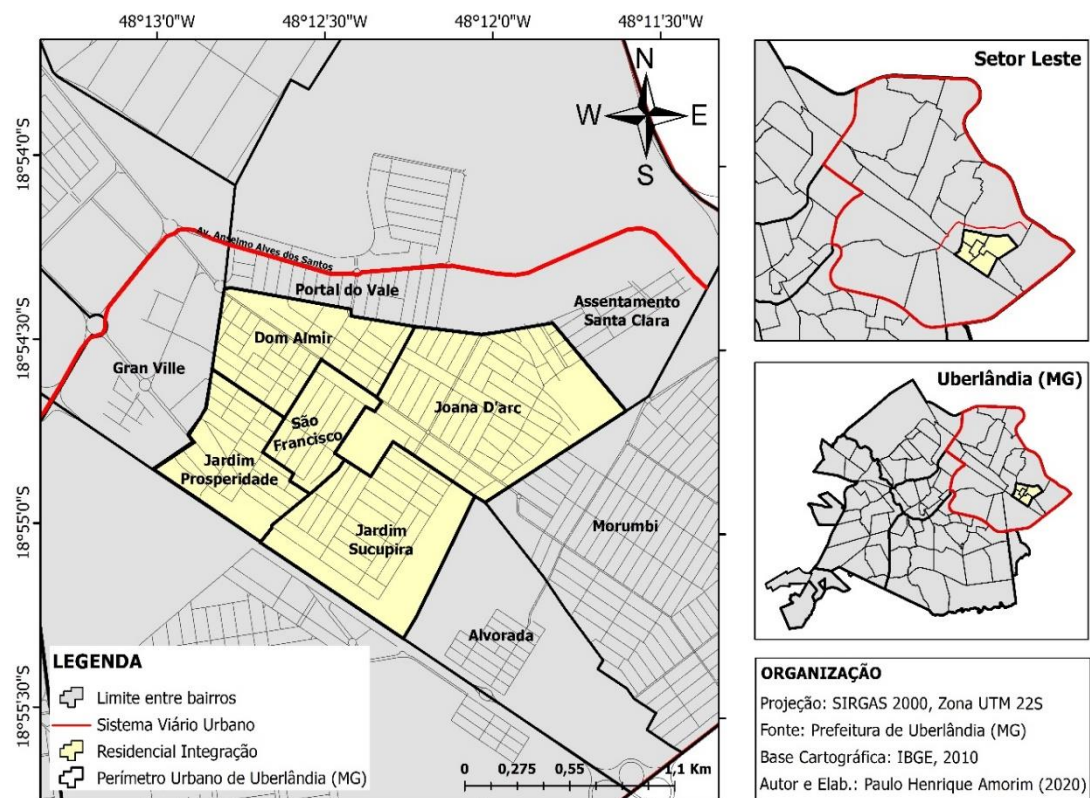 48°13'0"W
48°12'30"W
48°12'0"W
48°11'30"W
18°54'0"S
18°54'30"S
18°55'0"S
18°55'30"S
N
W
E
S
Av. Anselmo Alves dos Santos
Portal do Vale
Assentamento
Santa Clara
Dom Almir
Gran Ville
Joana D'arc
São
Francisco
Jardim
Prosperidade
Jardim
Sucupira
Morumbi
Alvorada
LEGENDA
Limite entre bairros
Sistema Viário Urbano
Residencial Integração
Perímetro Urbano de Uberlândia (MG)
0
0,275
0,55
1,1 Km
Setor Leste
Uberlândia (MG)
ORGANIZAÇÃO
Projeção: SIRGAS 2000, Zona UTM 22S
Fonte: Prefeitura de Uberlândia (MG)
Base Cartográfica: IBGE, 2010
Autor e Elab.: Paulo Henrique Amorim (2020)